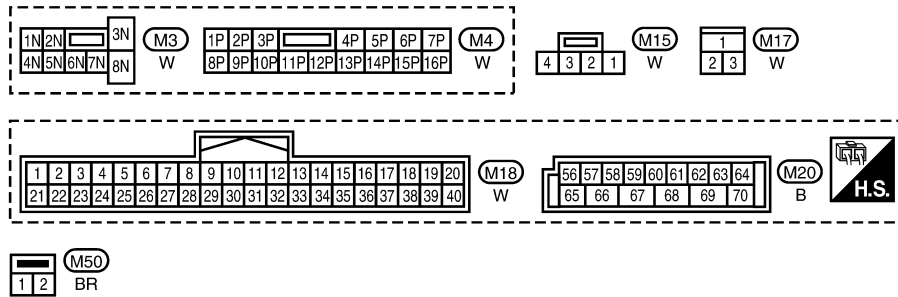 1N 2N 3N
4N 5N 6N 7N 8N
M3
W
1P 2P 3P 4P 5P 6P 7P
8P 9P 10P 11P 12P 13P 14P 15P 16P
M4
W
4 3 2 1
M15
W
1
2 3
M17
W
1 2 3 4 5 6 7 8 9 10 11 12 13 14 15 16 17 18 19 20
21 22 23 24 25 26 27 28 29 30 31 32 33 34 35 36 37 38 39 40
M18
W
56 57 58 59 60 61 62 63 64
65 66 67 68 69 70
M20
B
H.S.
1 2
M50
BR